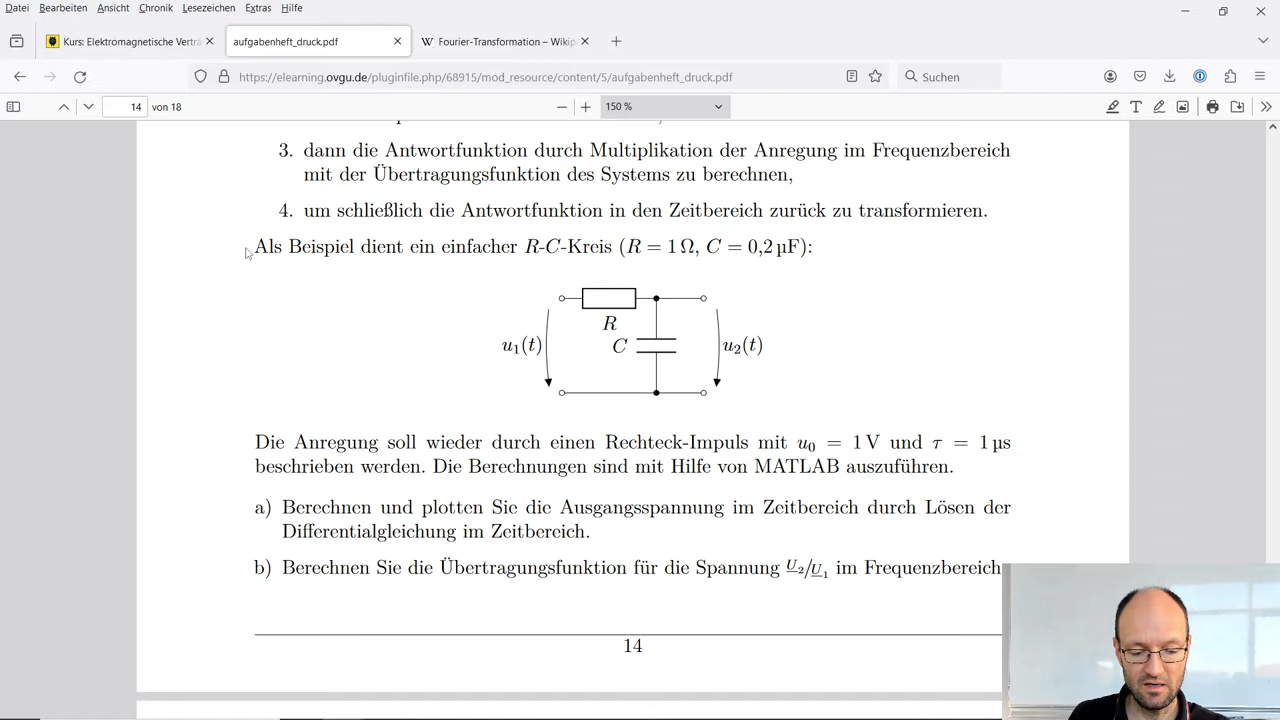 Datei Bearbeiten Ansicht Chronik Lesezeichen Extras Hilfe
Kurs: Elektromagnetische Verträ
aufgabenheft_druck.pdf
W Fourier-Transformation – Wikipe
https://elearning.ovgu.de/pluginfile.php/68915/mod_resource/content/5/aufgabenheft_druck.pdf
Suchen
14 von 18
150 %
3. dann die Antwortfunktion durch Multiplikation der Anregung im Frequenzbereich
mit der Übertragungsfunktion des Systems zu berechnen,
4. um schließlich die Antwortfunktion in den Zeitbereich zurück zu transformieren.
Als Beispiel dient ein einfacher R-C-Kreis (R = 1 Ω, C = 0,2 µF):
R
u₁(t)
C
u₂(t)
Die Anregung soll wieder durch einen Rechteck-Impuls mit u₀ = 1 V und τ = 1 µs
beschrieben werden. Die Berechnungen sind mit Hilfe von MATLAB auszuführen.
a) Berechnen und plotten Sie die Ausgangsspannung im Zeitbereich durch Lösen der
Differentialgleichung im Zeitbereich.
b) Berechnen Sie die Übertragungsfunktion für die Spannung U₂/U₁ im Frequenzbereich
14